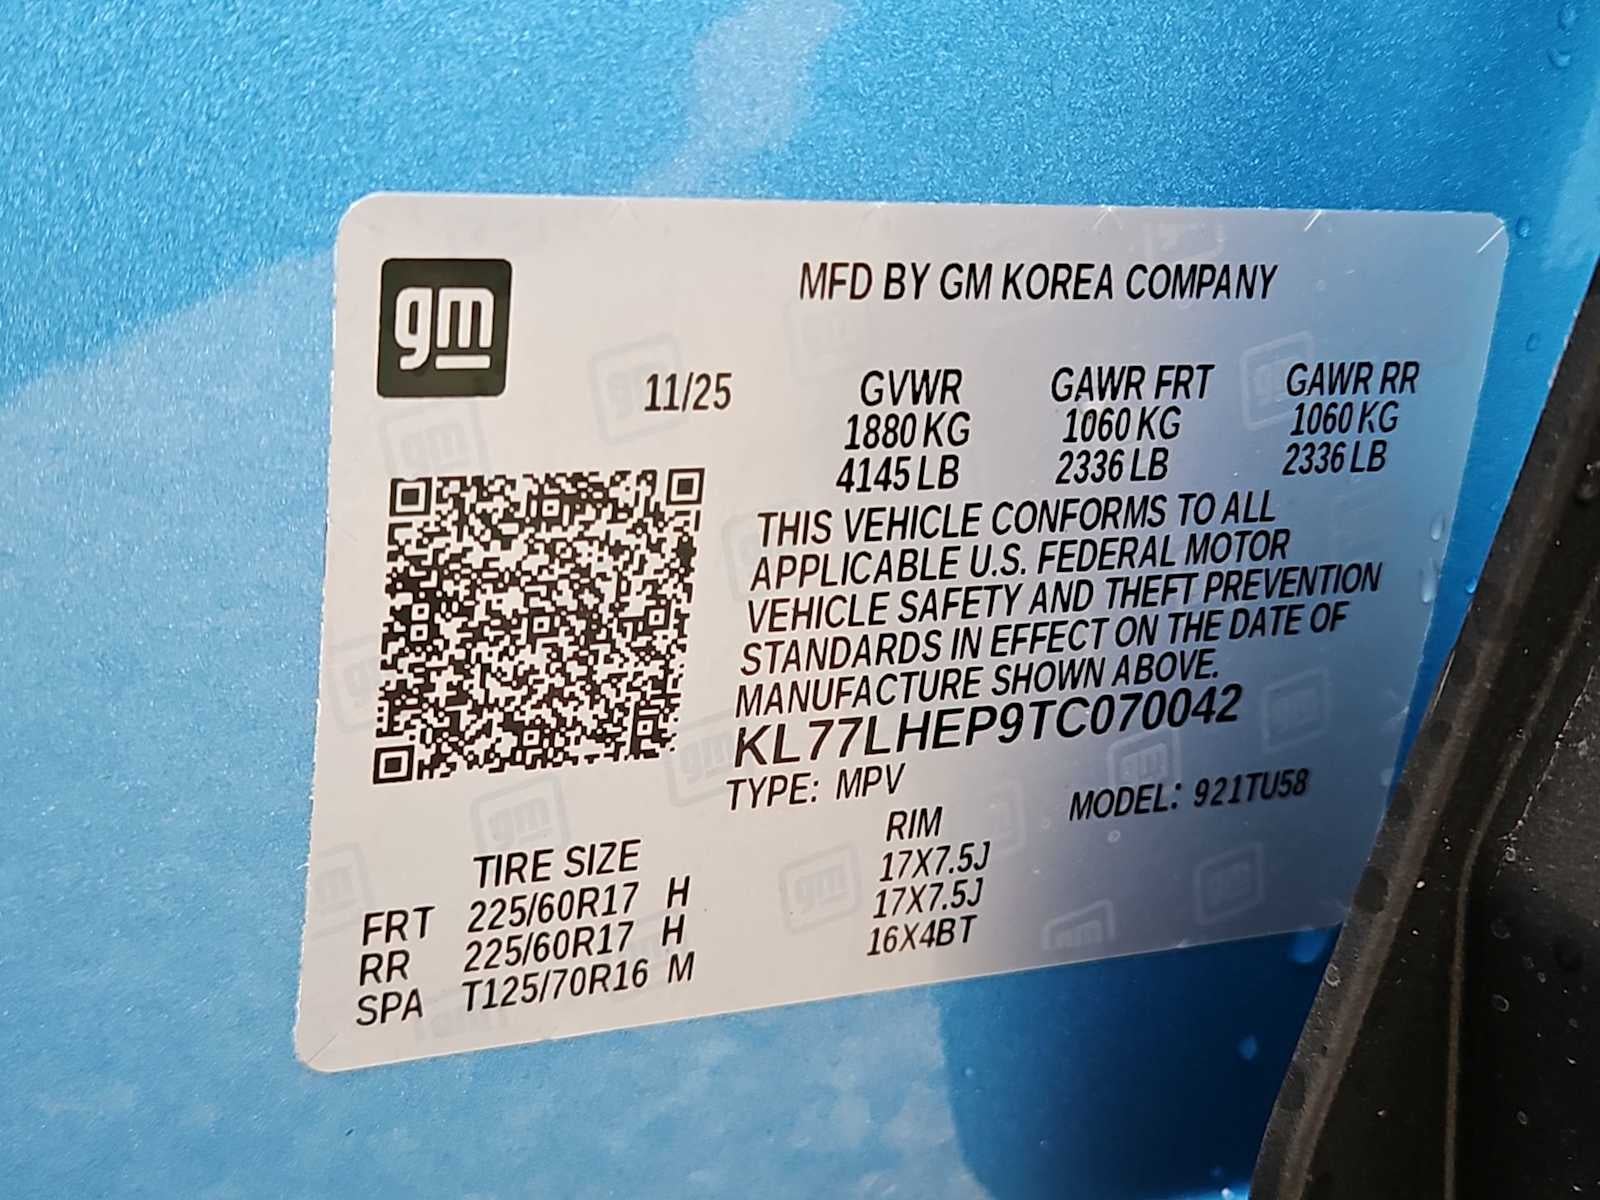 gm
MFD BY GM KOREA COMPANY
11/25
GVWR GAWR FRT GAWR RR
1880 KG 1060 KG 1060 KG
4145 LB 2336 LB 2336 LB
THIS VEHICLE CONFORMS TO ALL
APPLICABLE U.S. FEDERAL MOTOR
VEHICLE SAFETY AND THEFT PREVENTION
STANDARDS IN EFFECT ON THE DATE OF
MANUFACTURE SHOWN ABOVE.
KL77LHEP9TC070042
TYPE: MPV MODEL: 921TU58
TIRE SIZE RIM
FRT 225/60R17 H 17X7.5J
RR 225/60R17 H 17X7.5J
SPA T125/70R16 M 16X4BT